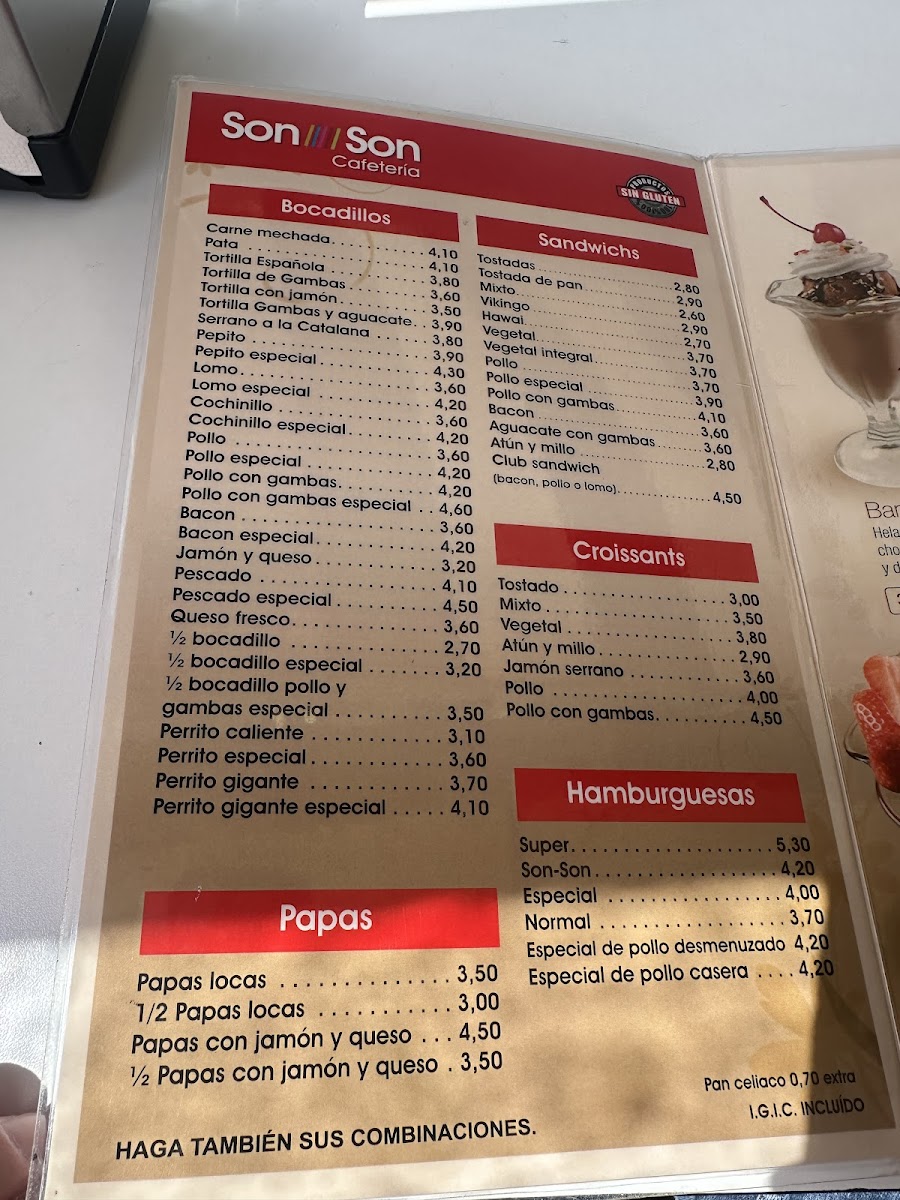 Son Son
Cafetería
PRODUCTOS
SIN GLUTEN
Bocadillos
Carne mechada. . . . . . . . . . . 4,10
Pata . . . . . . . . . . . . . . . . . . 4,10
Tortilla Española . . . . . . . . . . 3,80
Tortilla de Gambas . . . . . . . . 3,60
Tortilla con jamón . . . . . . . . . 3,50
Tortilla Gambas y aguacate. . 3,90
Serrano a la Catalana . . . . . . 3,80
Pepito . . . . . . . . . . . . . . . . . 3,90
Pepito especial . . . . . . . . . . . 4,30
Lomo. . . . . . . . . . . . . . . . . . 3,60
Lomo especial . . . . . . . . . . . 4,20
Cochinillo . . . . . . . . . . . . . . 3,60
Cochinillo especial . . . . . . . . 4,20
Pollo . . . . . . . . . . . . . . . . . . 3,60
Pollo especial . . . . . . . . . . . . 4,20
Pollo con gambas. . . . . . . . . 4,20
Pollo con gambas especial . . 4,60
Bacon . . . . . . . . . . . . . . . . . 3,60
Bacon especial. . . . . . . . . . . 4,20
Jamón y queso . . . . . . . . . . . 3,20
Pescado . . . . . . . . . . . . . . . 4,10
Pescado especial . . . . . . . . . 4,50
Queso fresco. . . . . . . . . . . . 3,60
½ bocadillo . . . . . . . . . . . . 2,70
½ bocadillo especial . . . . . . 3,20
½ bocadillo pollo y
gambas especial . . . . . . . . . 3,50
Perrito caliente . . . . . . . . . . . 3,10
Perrito especial . . . . . . . . . . . 3,60
Perrito gigante . . . . . . . . . . . 3,70
Perrito gigante especial . . . . . 4,10
Papas
Papas locas . . . . . . . . . . . . . . 3,50
1/2 Papas locas . . . . . . . . . . . 3,00
Papas con jamón y queso . . . 4,50
½ Papas con jamón y queso . 3,50
Sandwichs
Tostadas . . . . . . . . . . . . 2,80
Tostada de pan . . . . . . . . 2,90
Mixto. . . . . . . . . . . . . . . 2,60
Vikingo . . . . . . . . . . . . . 2,90
Hawai . . . . . . . . . . . . . . 2,70
Vegetal. . . . . . . . . . . . . . 3,70
Vegetal integral. . . . . . . . 3,70
Pollo . . . . . . . . . . . . . . . 3,70
Pollo especial . . . . . . . . . 3,90
Pollo con gambas. . . . . . . 4,10
Bacon . . . . . . . . . . . . . . 3,60
Aguacate con gambas. . . . 3,60
Atún y millo . . . . . . . . . . 2,80
Club sandwich
(bacon, pollo o lomo). . . . . . 4,50
Croissants
Tostado . . . . . . . . . . . . . . 3,00
Mixto . . . . . . . . . . . . . . . 3,50
Vegetal . . . . . . . . . . . . . . 3,80
Atún y millo. . . . . . . . . . . 2,90
Jamón serrano . . . . . . . . . 3,60
Pollo . . . . . . . . . . . . . . . 4,00
Pollo con gambas. . . . . . . . . 4,50
Hamburguesas
Super. . . . . . . . . . . . . . . . . . . 5,30
Son-Son. . . . . . . . . . . . . . . . . 4,20
Especial . . . . . . . . . . . . . . . . 4,00
Normal . . . . . . . . . . . . . . . . . 3,70
Especial de pollo desmenuzado 4,20
Especial de pollo casera . . . . 4,20
Pan celiaco 0,70 extra
I.G.I.C. INCLUÍDO
HAGA TAMBIÉN SUS COMBINACIONES.